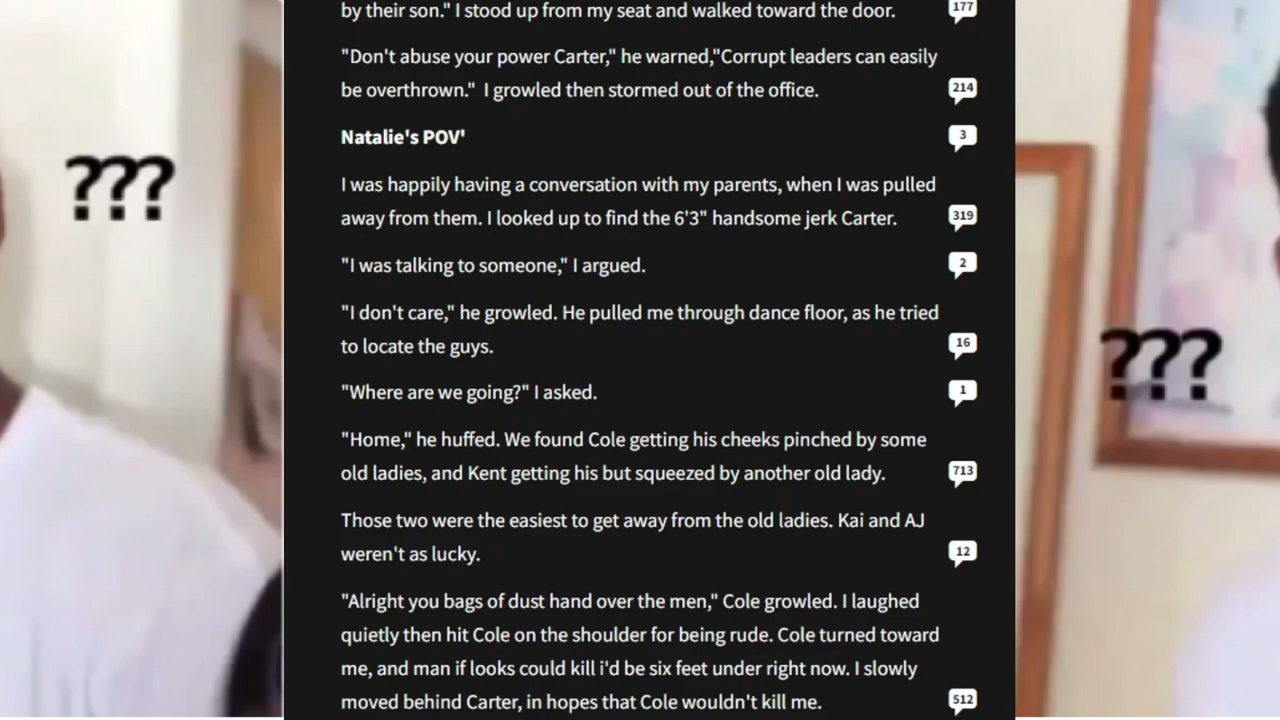 by their son." I stood up from my seat and walked toward the door.
177
"Don't abuse your power Carter," he warned,"Corrupt leaders can easily
be overthrown." I growled then stormed out of the office.
214
Natalie's POV'
3
I was happily having a conversation with my parents, when I was pulled
away from them. I looked up to find the 6'3" handsome jerk Carter.
319
"I was talking to someone," I argued.
2
"I don't care," he growled. He pulled me through dance floor, as he tried
to locate the guys.
16
"Where are we going?" I asked.
1
"Home," he huffed. We found Cole getting his cheeks pinched by some
old ladies, and Kent getting his but squeezed by another old lady.
713
Those two were the easiest to get away from the old ladies. Kai and AJ
weren't as lucky.
12
"Alright you bags of dust hand over the men," Cole growled. I laughed
quietly then hit Cole on the shoulder for being rude. Cole turned toward
me, and man if looks could kill i'd be six feet under right now. I slowly
moved behind Carter, in hopes that Cole wouldn't kill me.
512
???
???